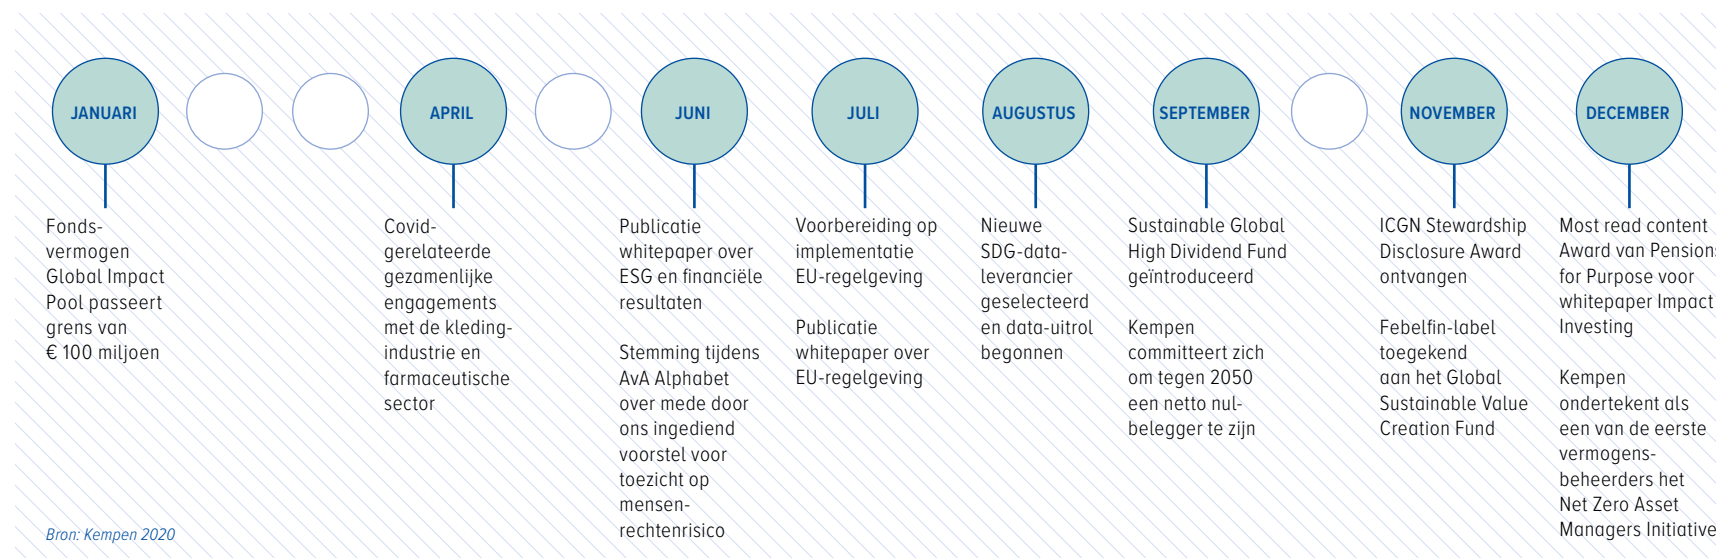 JANUARI
Fonds-
vermogen
Global Impact
Pool passeert
grens van
€ 100 miljoen
APRIL
Covid-
gerelateerde
gezamenlijke
engagements
met de kleding-
industrie en
farmaceutische
sector
JUNI
Publicatie
whitepaper over
ESG en financiële
resultaten
Stemming tijdens
AvA Alphabet
over mede door
ons ingediend
voorstel voor
toezicht op
mensen-
rechtenrisico
JULI
Voorbereiding op
implementatie
EU-regelgeving
Publicatie
whitepaper over
EU-regelgeving
AUGUSTUS
Nieuwe
SDG-data-
leverancier
geselecteerd
en data-uitrol
begonnen
SEPTEMBER
Sustainable Global
High Dividend Fund
geïntroduceerd
Kempen
committeert zich
om tegen 2050
een netto nul-
belegger te zijn
NOVEMBER
ICGN Stewardship
Disclosure Award
ontvangen
Febelfin-label
toegekend
aan het Global
Sustainable Value
Creation Fund
DECEMBER
Most read content
Award van Pensions
for Purpose voor
whitepaper Impact
Investing
Kempen
ondertekent als
een van de eerste
vermogens-
beheerders het
Net Zero Asset
Managers Initiative
Bron: Kempen 2020